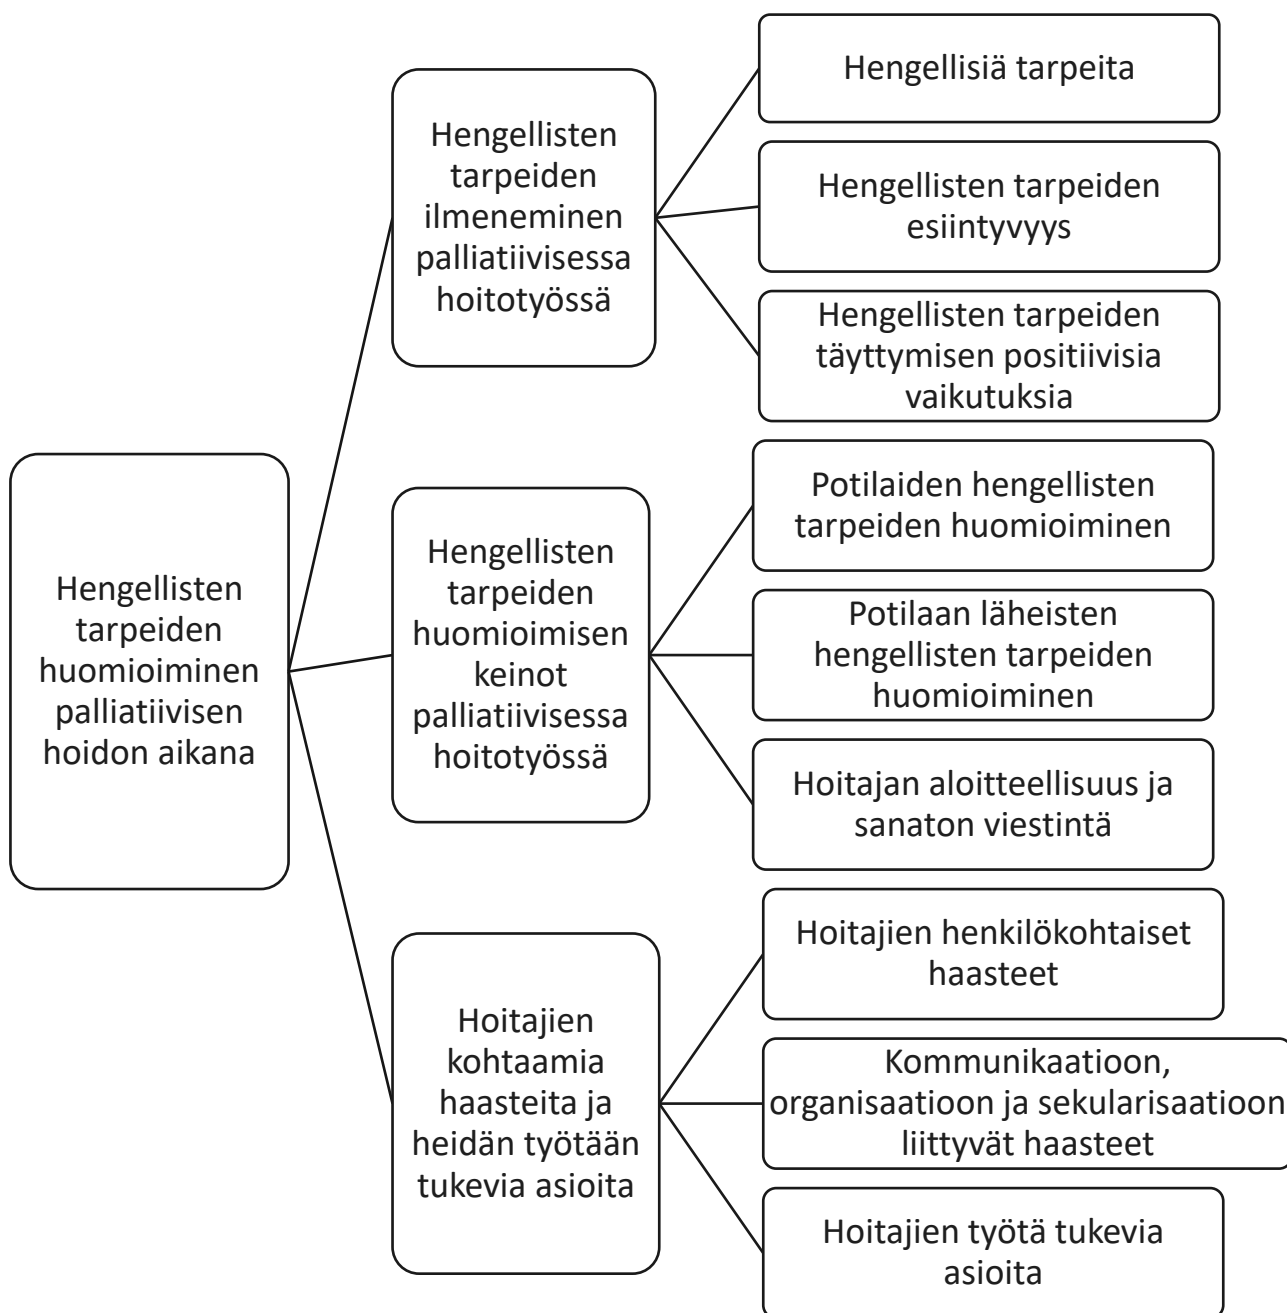 Hengellisten
tarpeiden
huomioiminen
palliatiivisen
hoidon aikana
Hengellisten
tarpeiden
ilmeneminen
palliatiivisessa
hoitotyössä
Hengellisiä tarpeita
Hengellisten tarpeiden
esiintyvyys
Hengellisten tarpeiden
täyttymisen positiivisia
vaikutuksia
Hengellisten
tarpeiden
huomioimisen
keinot
palliatiivisessa
hoitotyössä
Potilaiden hengellisten
tarpeiden huomioiminen
Potilaan läheisten
hengellisten tarpeiden
huomioiminen
Hoitajan aloitteellisuus ja
sanaton viestintä
Hoitajien
kohtaamia
haasteita ja
heidän työtään
tukevia asioita
Hoitajien henkilökohtaiset
haasteet
Kommunikaatioon,
organisaatioon ja sekularisaatioon
liittyvät haasteet
Hoitajien työtä tukevia
asioita